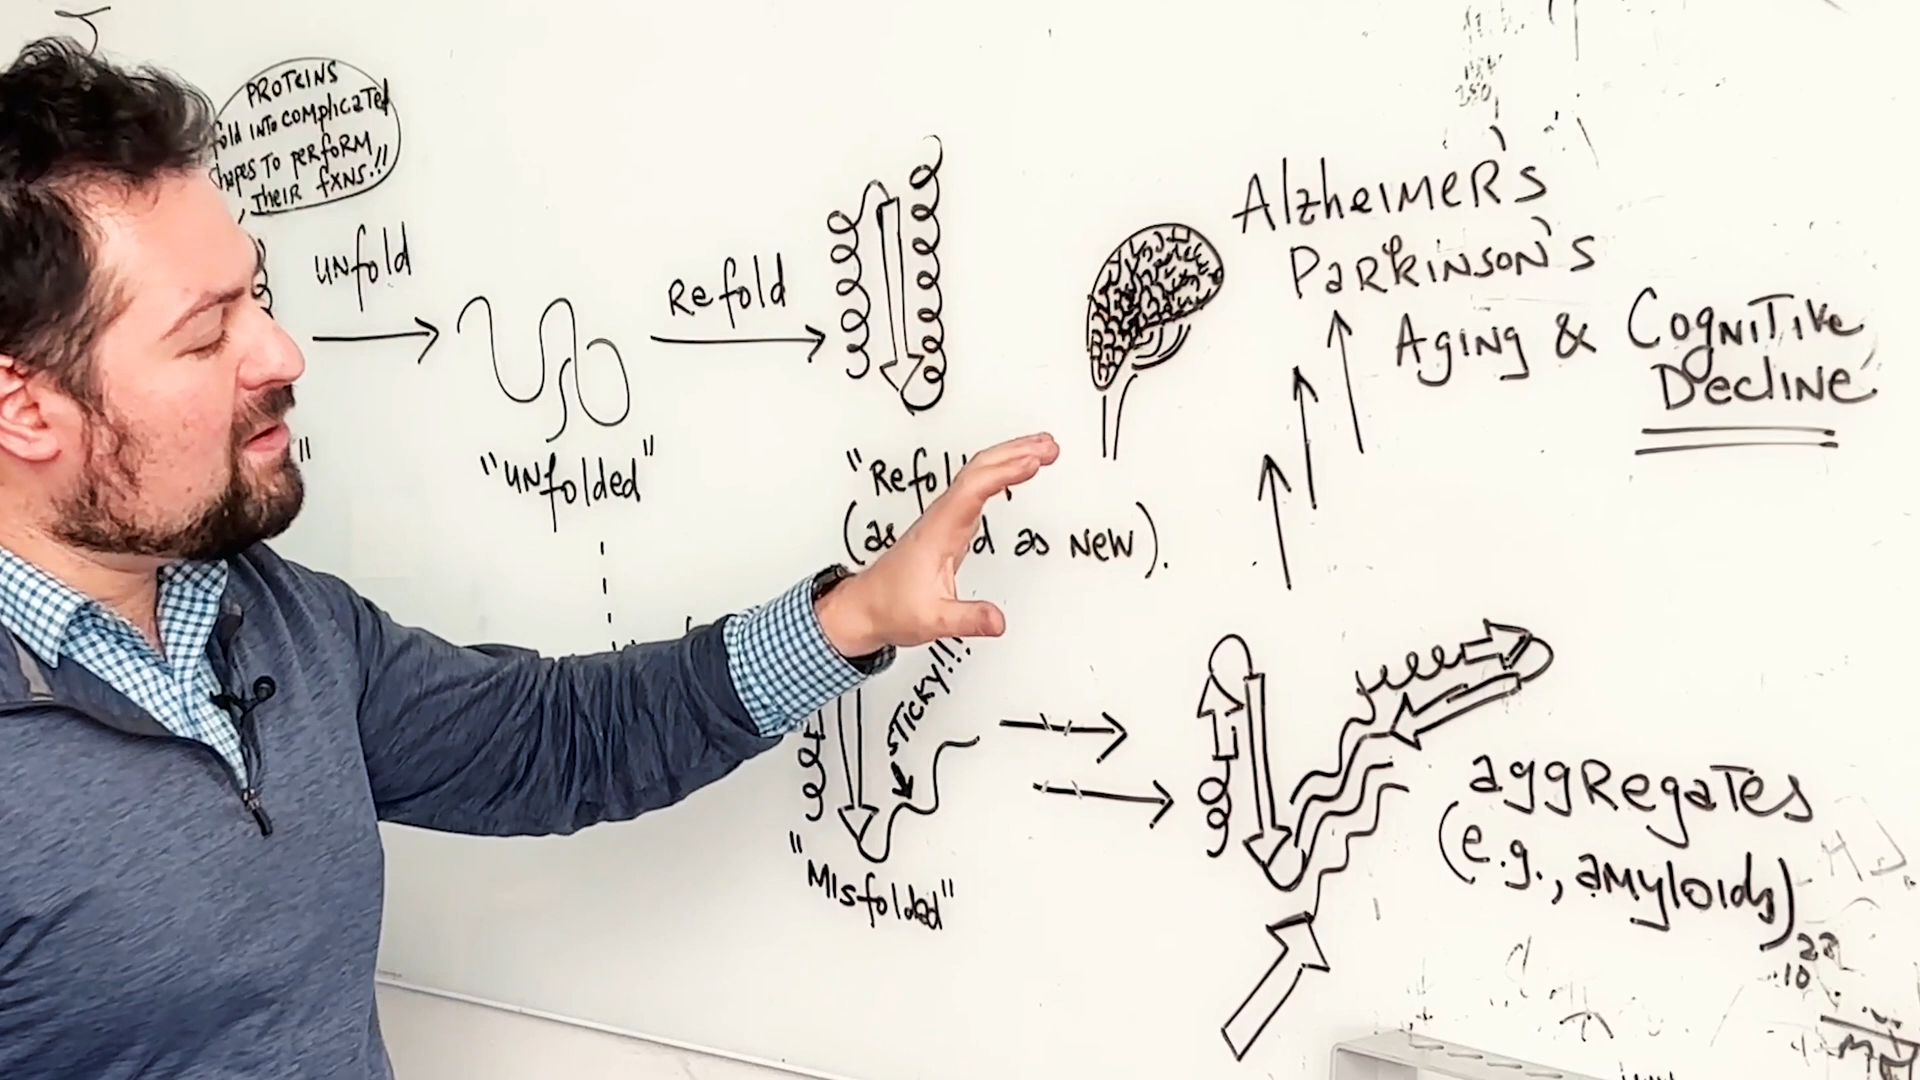 PROTEINS
fold INTO COMPlicaTed
shapes TO peRfoRM
TheiR fXNS.!!
UNfold
Refold
"UNfolded"
(as
as NEW).
AlzheiMeR's
PaRkiNsoN's
AgiNg & CogNiTive
DecliNe
STicky!!!
"Misfolded"
aggRegaTes
(e.g., aMyloids)